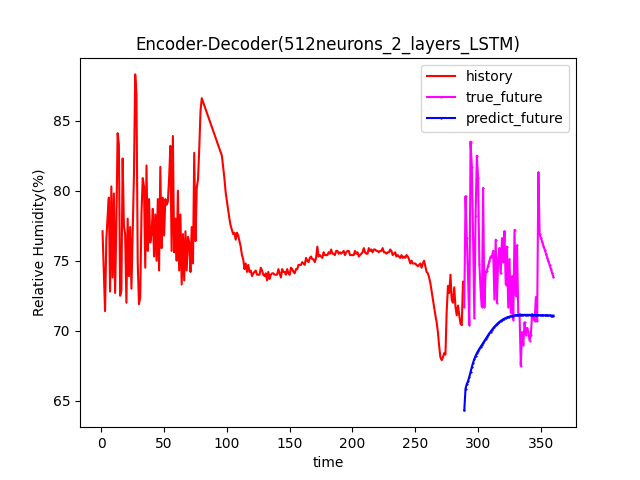 Encoder-Decoder(512neurons_2_layers_LSTM)
history
true_future
predict_future
Relative Humidity(%)
85
80
75
70
65
0 50 100 150 200 250 300 350
time